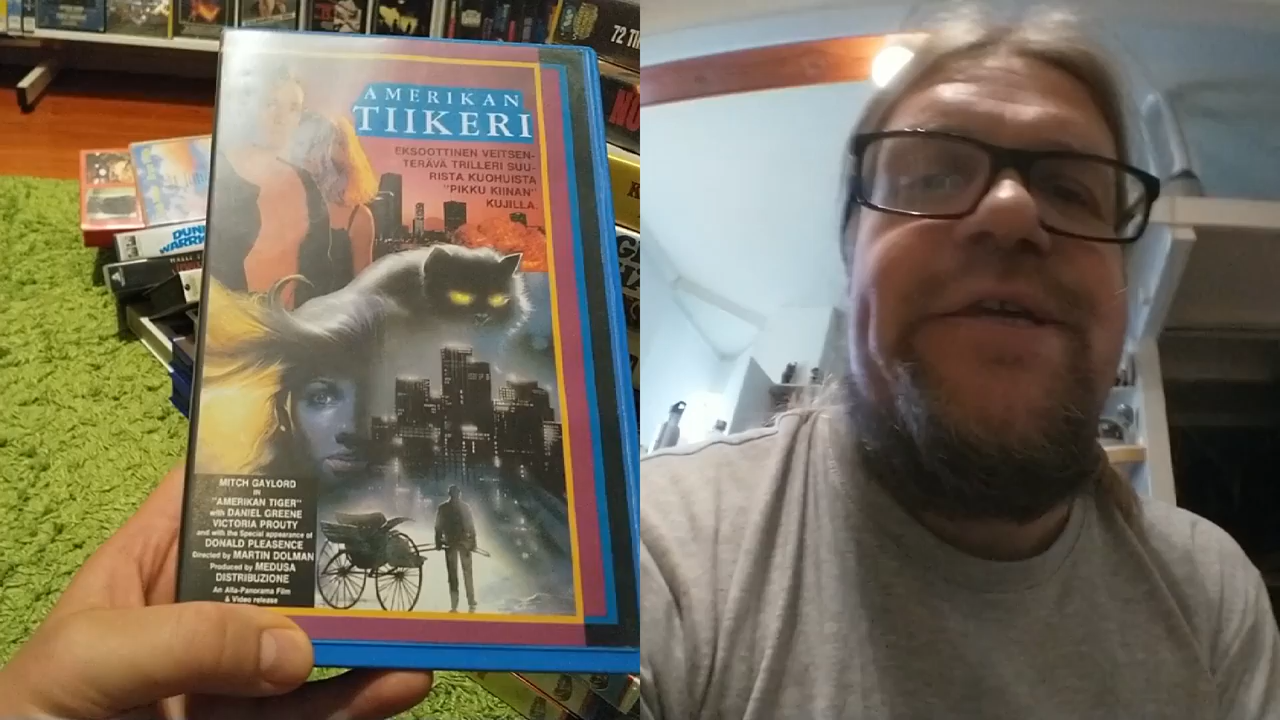 AMERIKAN
TIIKERI
EKSOOTTINEN VEITSEN-
TERÄVÄ TRILLERI SUU-
RISTA KUOHUISTA
"PIKKU KIINAN"
KUJILLA.
MITCH GAYLORD
IN
"AMERIKAN TIGER"
with DANIEL GREENE
VICTORIA PROUTY
and with the Special appearance of
DONALD PLEASENCE
Directed by MARTIN DOLMAN
Produced by MEDUSA
DISTRIBUZIONE
An Alfa-Panorama Film
& Video release
72